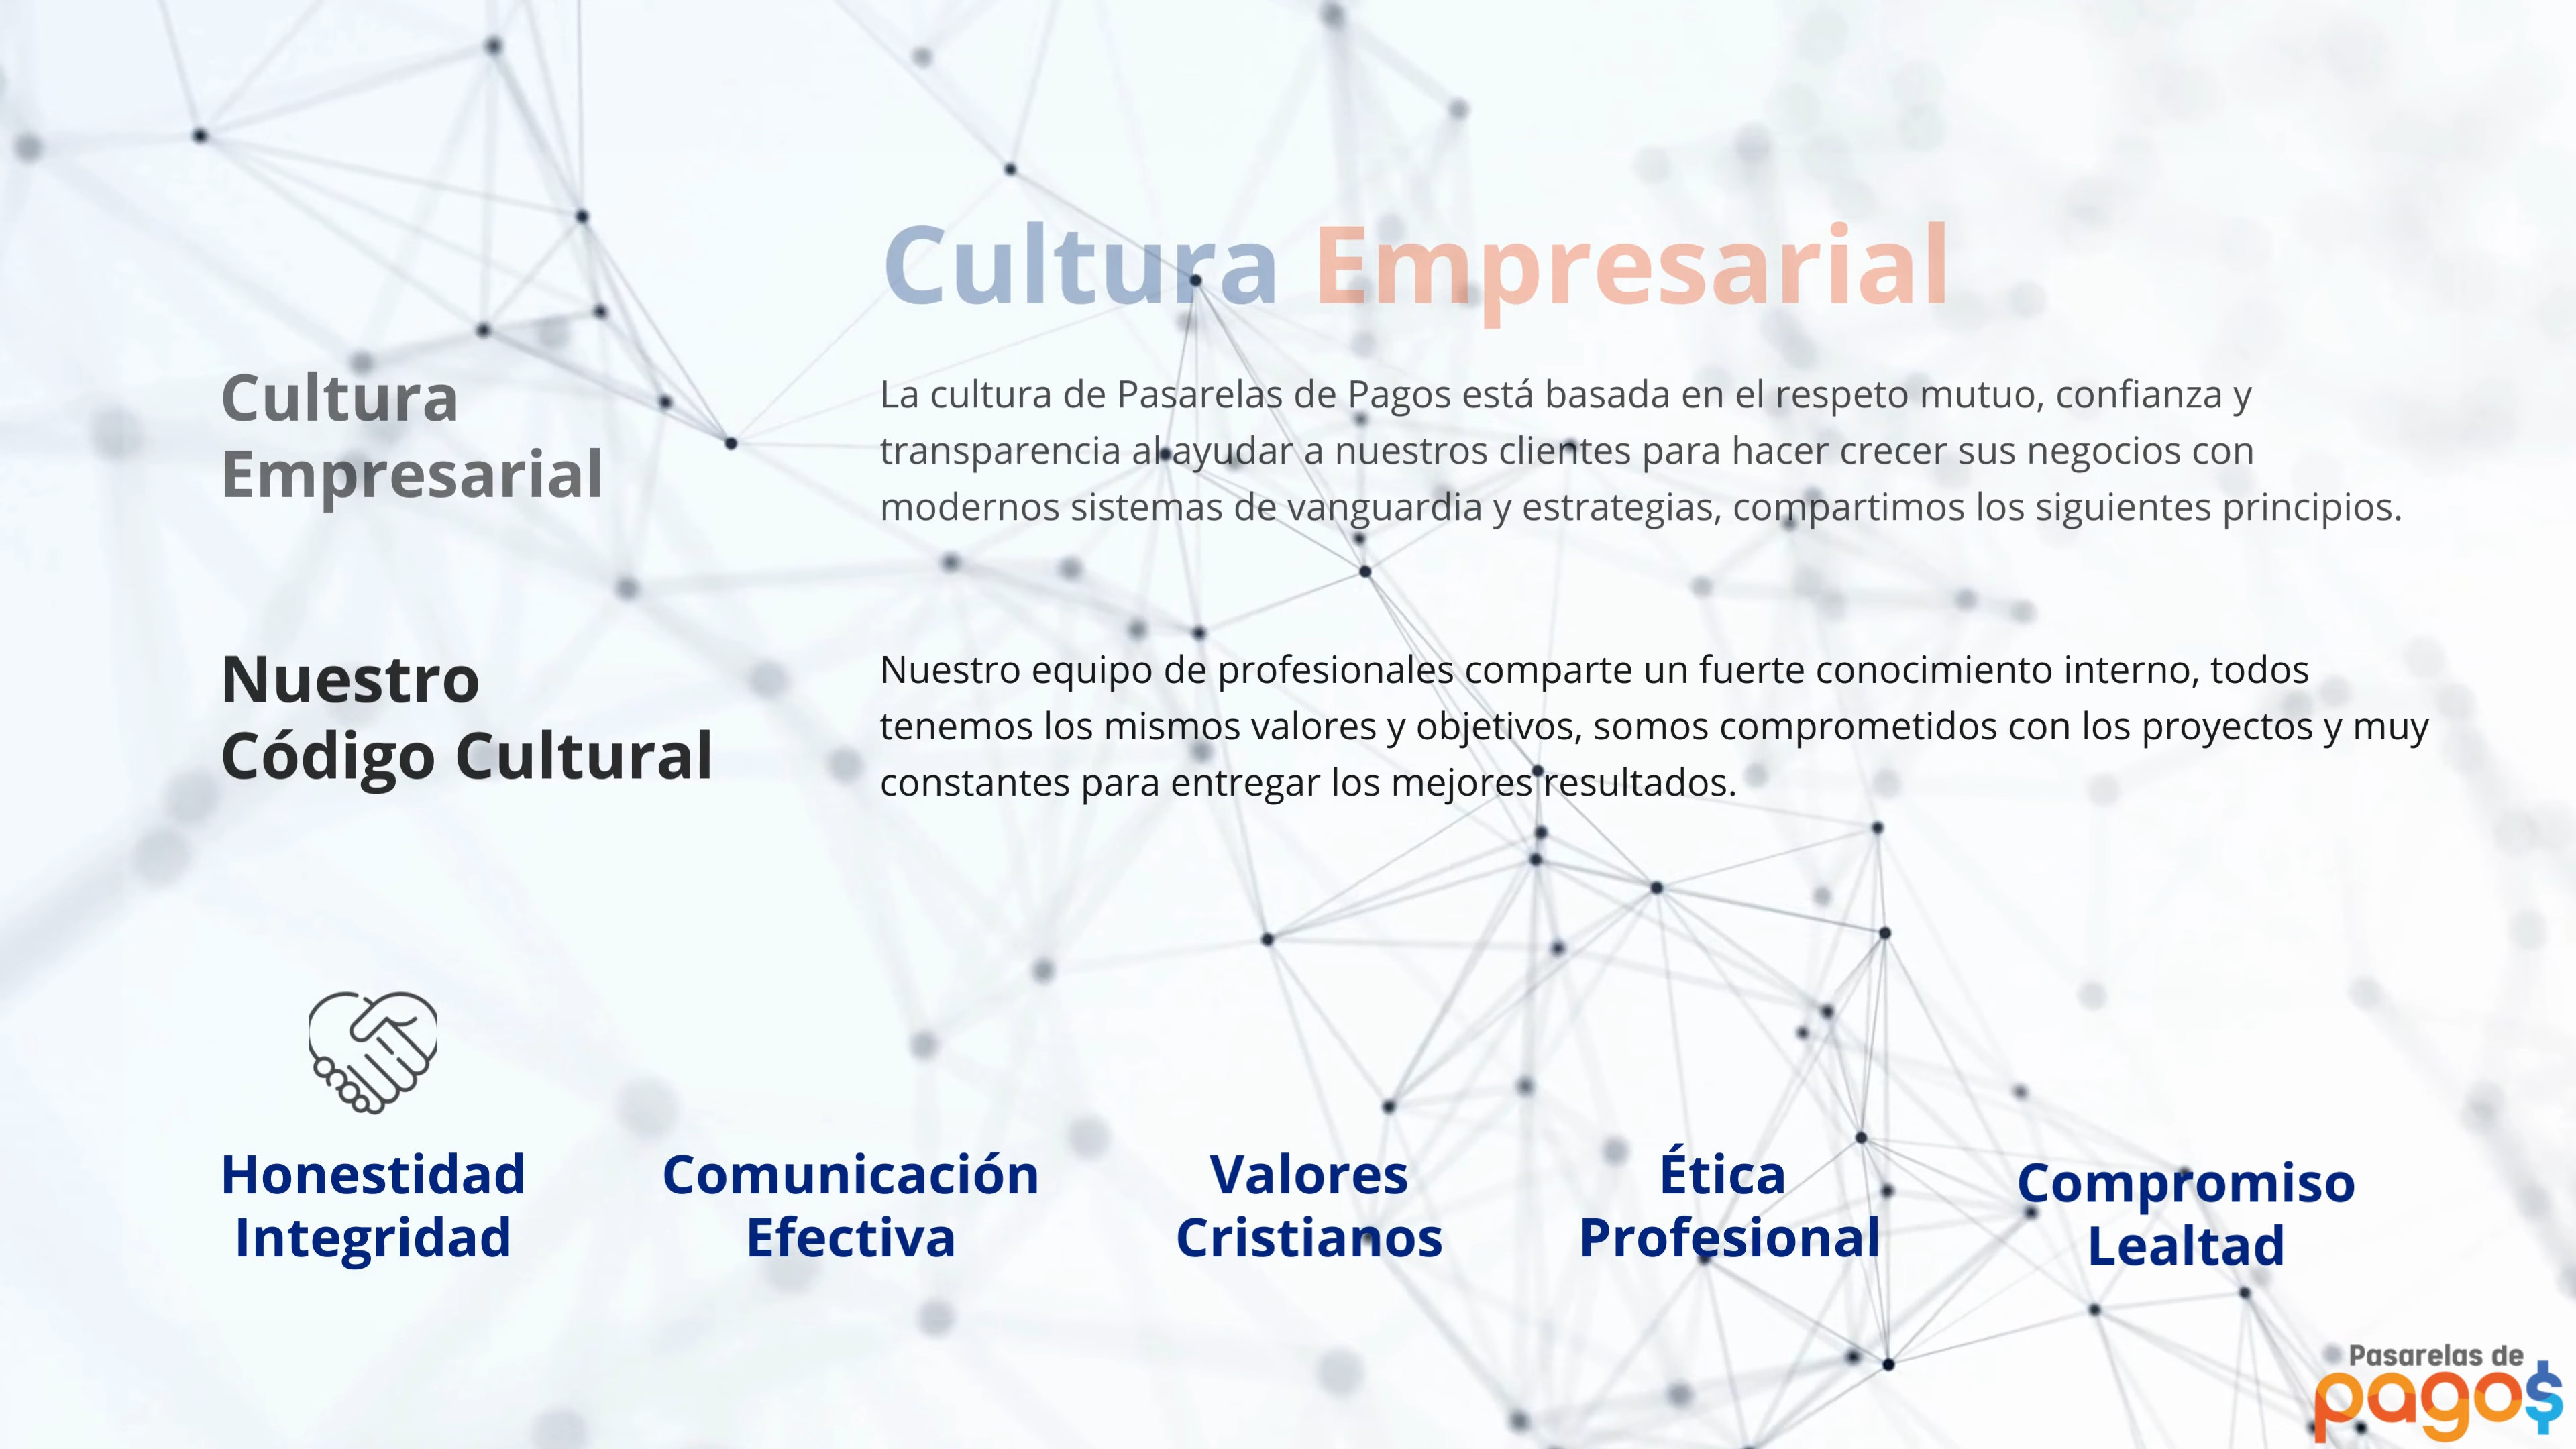 Cultura Empresarial
Cultura
Empresarial
La cultura de Pasarelas de Pagos está basada en el respeto mutuo, confianza y
transparencia al ayudar a nuestros clientes para hacer crecer sus negocios con
modernos sistemas de vanguardia y estrategias, compartimos los siguientes principios.
Nuestro
Código Cultural
Nuestro equipo de profesionales comparte un fuerte conocimiento interno, todos
tenemos los mismos valores y objetivos, somos comprometidos con los proyectos y muy
constantes para entregar los mejores resultados.
Honestidad
Integridad
Comunicación
Efectiva
Valores
Cristianos
Ética
Profesional
Compromiso
Lealtad
Pasarelas de
pago$